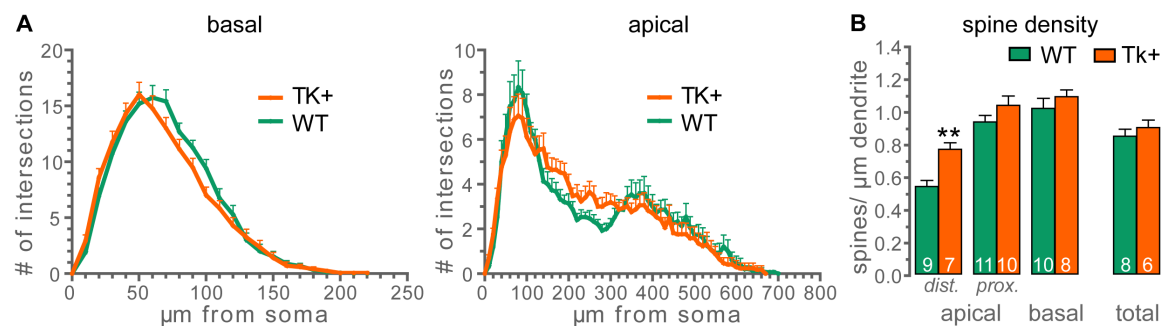 A
basal
# of intersections
20
15
10
5
0
TK+
WT
0 50 100 150 200 250
µm from soma
apical
# of intersections
10
8
6
4
2
0
TK+
WT
0 100 200 300 400 500 600 700 800
µm from soma
B
spine density
WT Tk+
spines/ µm dendrite
1.4
1.2
1.0
0.8
0.6
0.4
0.2
0.0
**
9 7 11 10 10 8 8 6
dist. prox.
apical basal total